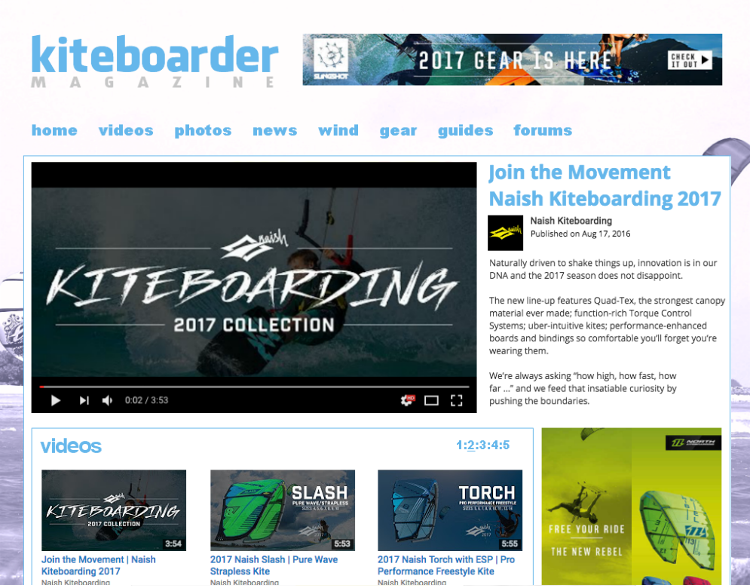 kiteboarder
MAGAZINE
SLINGSHOT
2017 GEAR IS HERE
CHECK
IT OUT
home videos photos news wind gear guides forums
naish
KITEBOARDING
2017 COLLECTION
0:02 / 3:53
HD
Join the Movement
Naish Kiteboarding 2017
naish
Naish Kiteboarding
Published on Aug 17, 2016
Naturally driven to shake things up, innovation is in our
DNA and the 2017 season does not disappoint.
The new line-up features Quad-Tex, the strongest canopy
material ever made; function-rich Torque Control
Systems; uber-intuitive kites; performance-enhanced
boards and bindings so comfortable you'll forget you're
wearing them.
We're always asking “how high, how fast, how
far ...” and we feed that insatiable curiosity by
pushing the boundaries.
videos
1:2:3:4:5
naish
KITEBOARDING
2017 COLLECTION
3:54
Join the Movement | Naish
Kiteboarding 2017
Naish Kiteboarding
SLASH
PURE WAVE/STRAPLESS
naish
5:53
2017 Naish Slash | Pure Wave
Strapless Kite
Naish Kiteboarding
TORCH
PRO PERFORMANCE FREESTYLE
naish
5:55
2017 Naish Torch with ESP | Pro
Performance Freestyle Kite
Naish Kiteboarding
NORTH
FREE YOUR RIDE
THE NEW REBEL